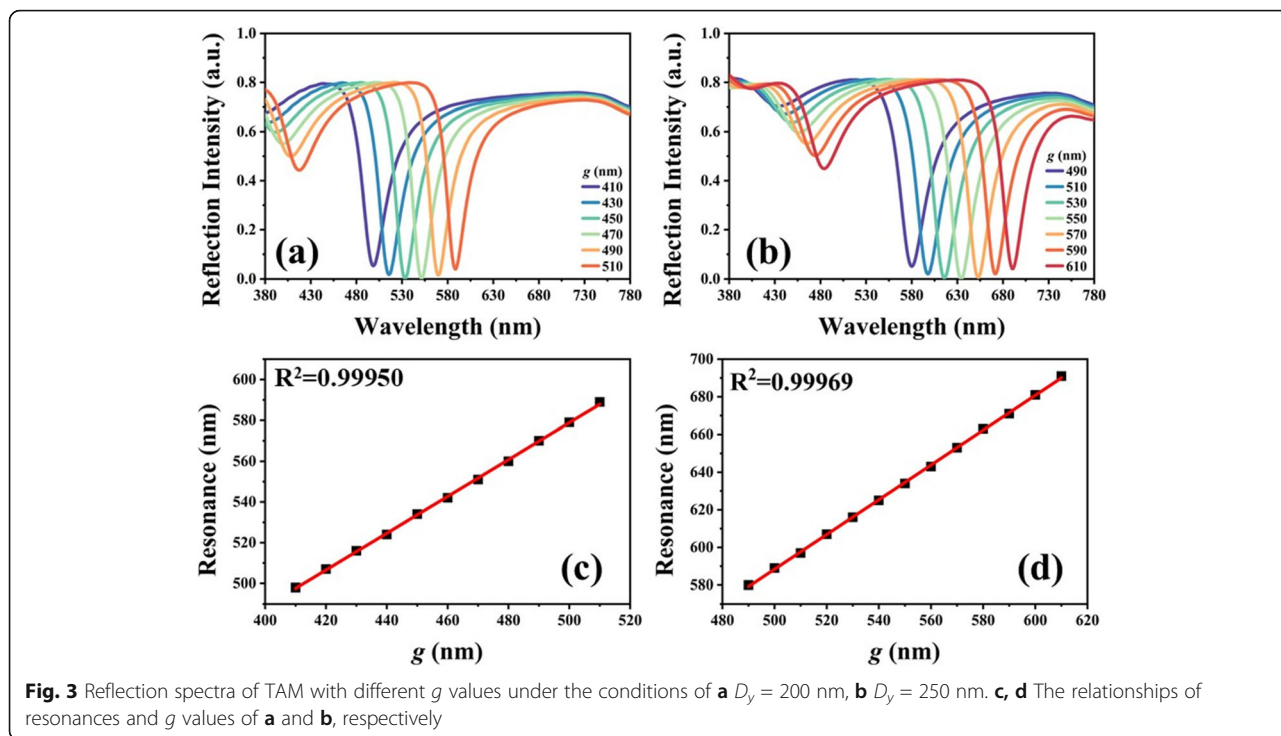 1.0
0.8
0.6
0.4
0.2
0.0
Reflection Intensity (a.u.)
380 430 480 530 580 630 680 730 780
Wavelength (nm)
g (nm)
410
430
450
470
490
510
(a)
1.0
0.8
0.6
0.4
0.2
0.0
Reflection Intensity (a.u.)
380 430 480 530 580 630 680 730 780
Wavelength (nm)
g (nm)
490
510
530
550
570
590
610
(b)
R²=0.99950
600
580
560
540
520
500
Resonance (nm)
400 420 440 460 480 500 520
g (nm)
(c)
R²=0.99969
700
680
660
640
620
600
580
Resonance (nm)
480 500 520 540 560 580 600 620
g (nm)
(d)
Fig. 3 Reflection spectra of TAM with different g values under the conditions of a Dy = 200 nm, b Dy = 250 nm. c, d The relationships of
resonances and g values of a and b, respectively